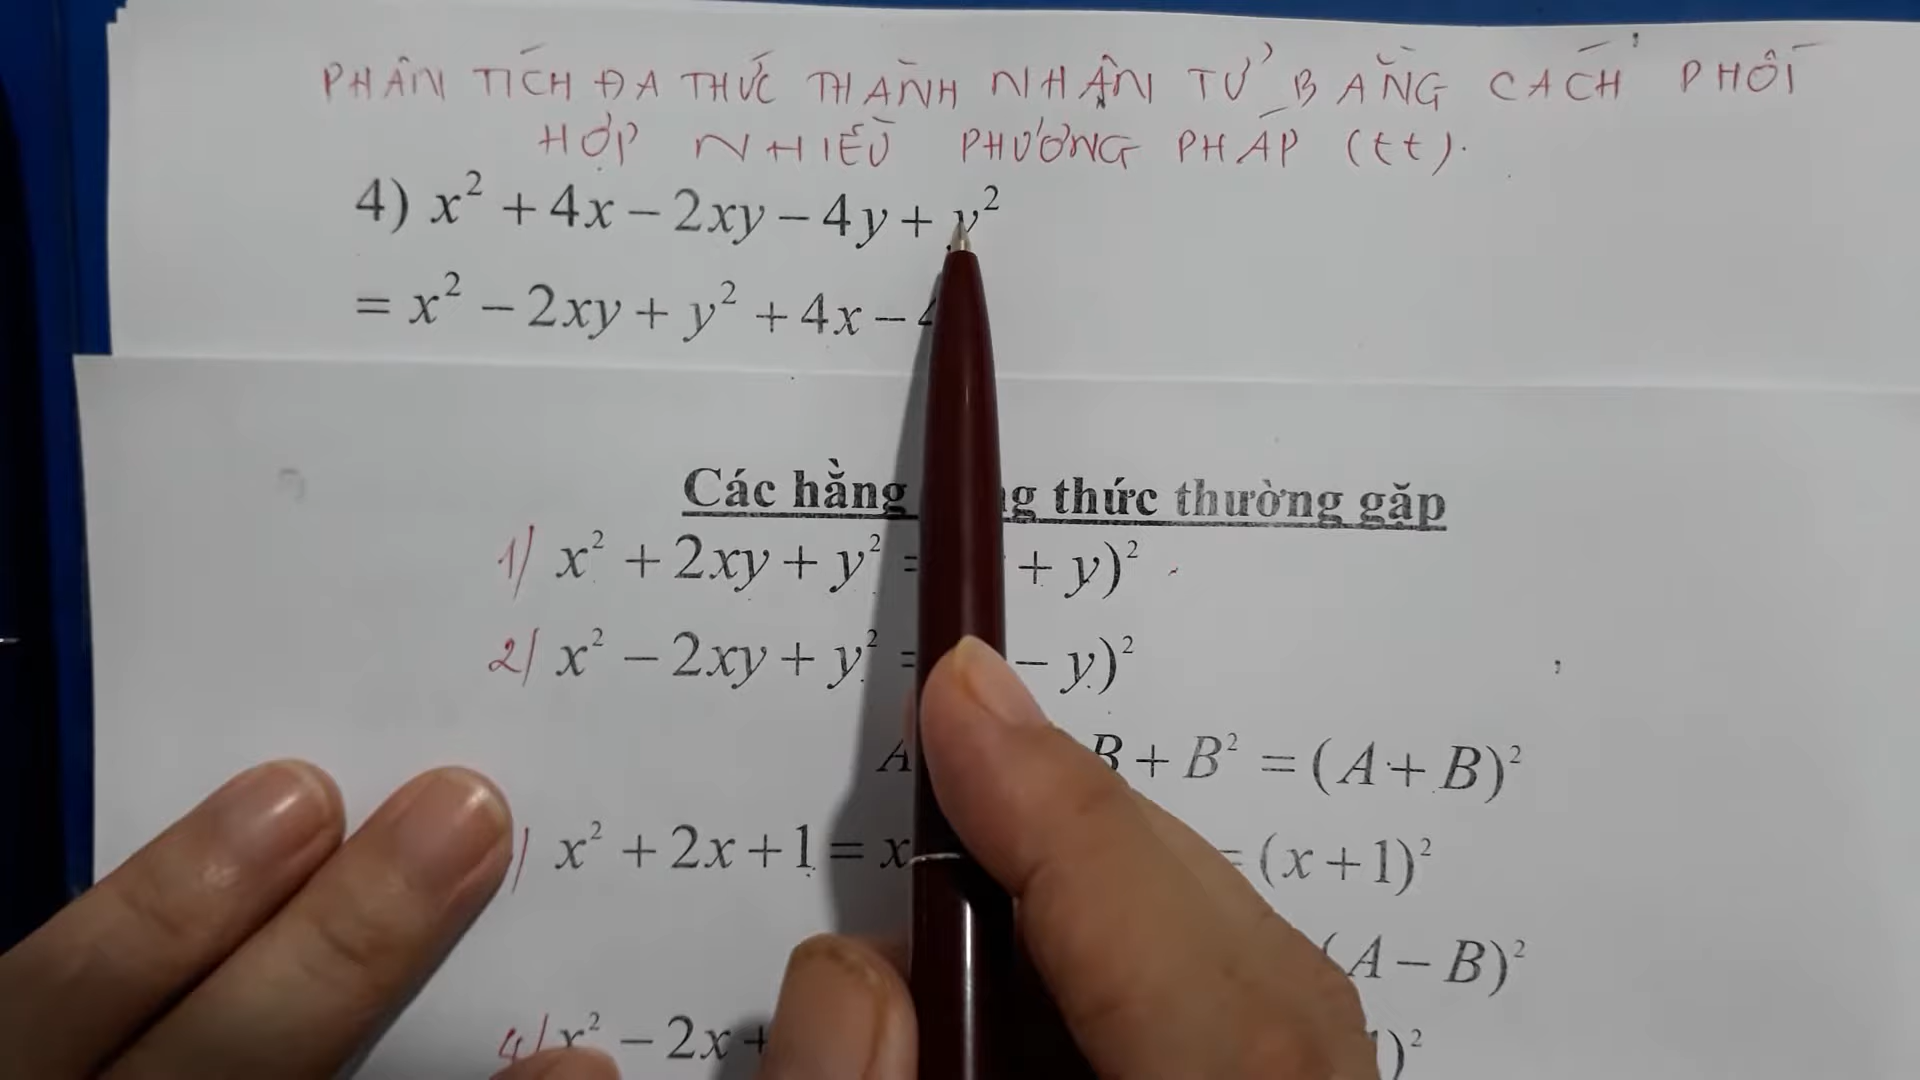 PHÂN TÍCH ĐA THỨC THÀNH NHÂN TỬ BẰNG CÁCH PHỐI
HỢP NHIỀU PHƯƠNG PHÁP (tt).
4) x² + 4x − 2xy − 4y + y²
= x² − 2xy + y² + 4x −
Các hằng thức thường gặp
1) x² + 2xy + y² = + y)²
2) x² − 2xy + y² = − y)²
A B + B² = (A + B)²
) x² + 2x + 1 = x = (x + 1)²
(A − B)²
4) x² − 2x + )²